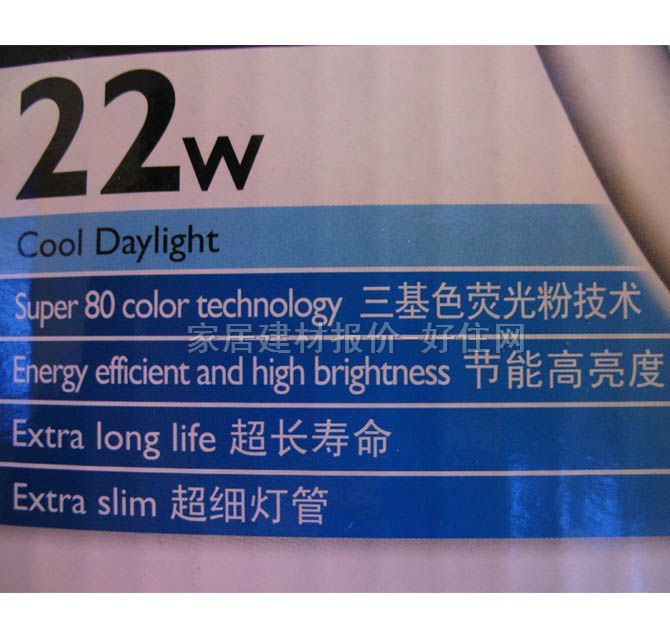 22w
Cool Daylight
Super 80 color technology 三基色荧光粉技术
家居建材报价-好住网
Energy efficient and high brightness 节能高亮度
Extra long life 超长寿命
Extra slim 超细灯管